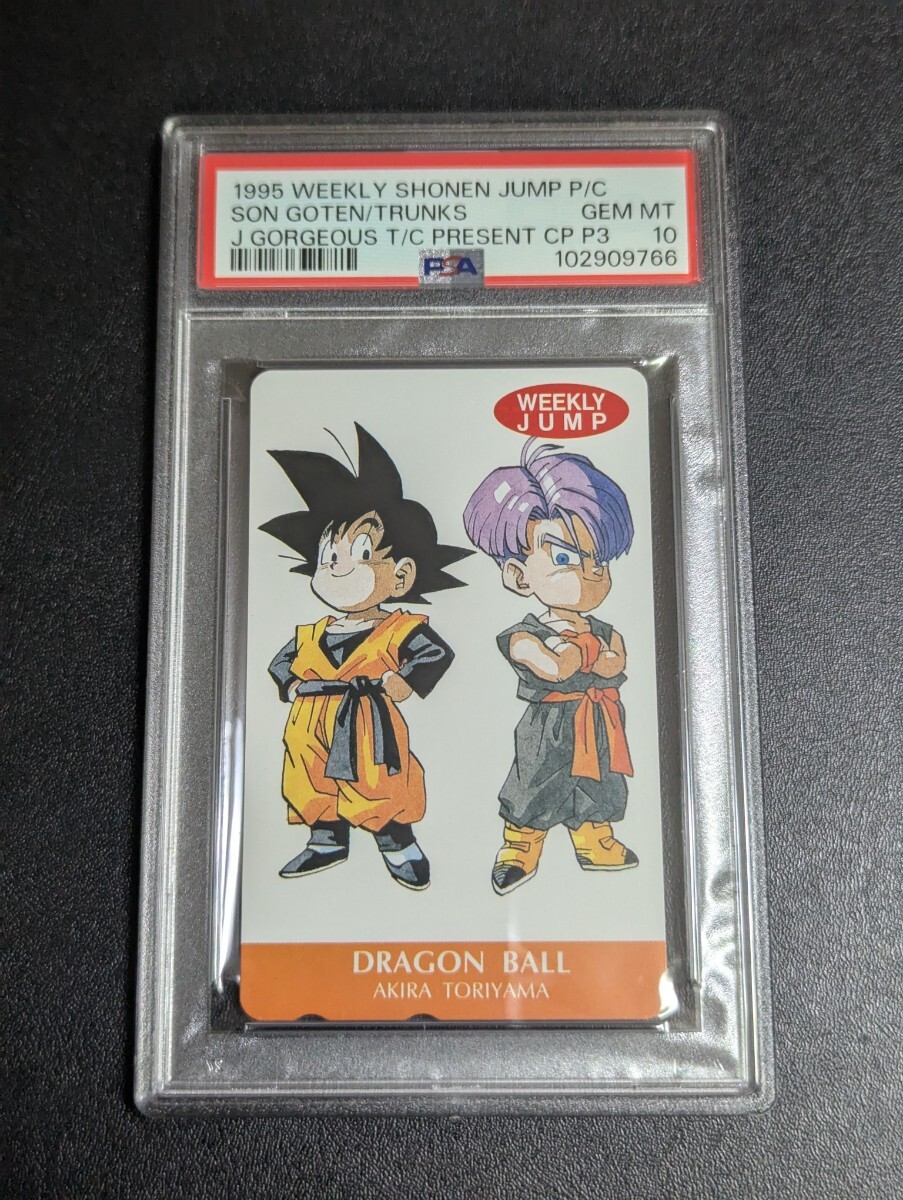 1995 WEEKLY SHONEN JUMP P/C
SON GOTEN/TRUNKS GEM MT
J GORGEOUS T/C PRESENT CP P3 10
PSA 102909766
WEEKLY
JUMP
DRAGON BALL
AKIRA TORIYAMA